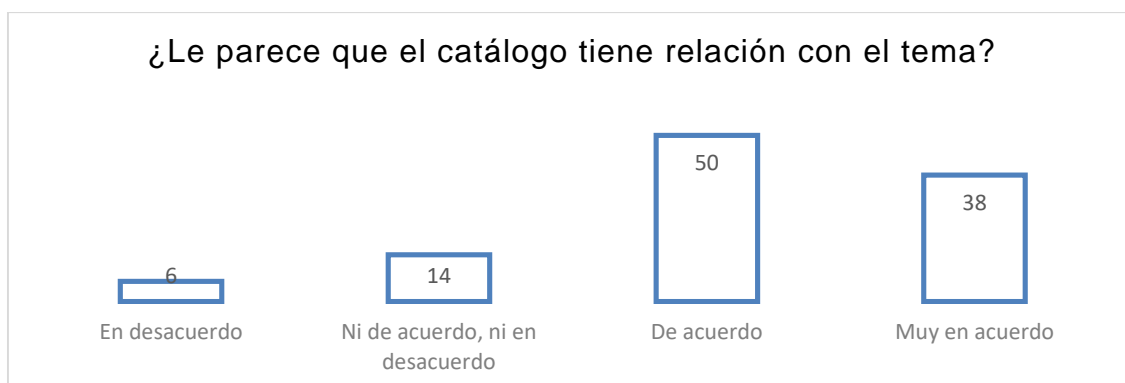 ¿Le parece que el catálogo tiene relación con el tema?
50
38
14
6
En desacuerdo
Ni de acuerdo, ni en
desacuerdo
De acuerdo
Muy en acuerdo